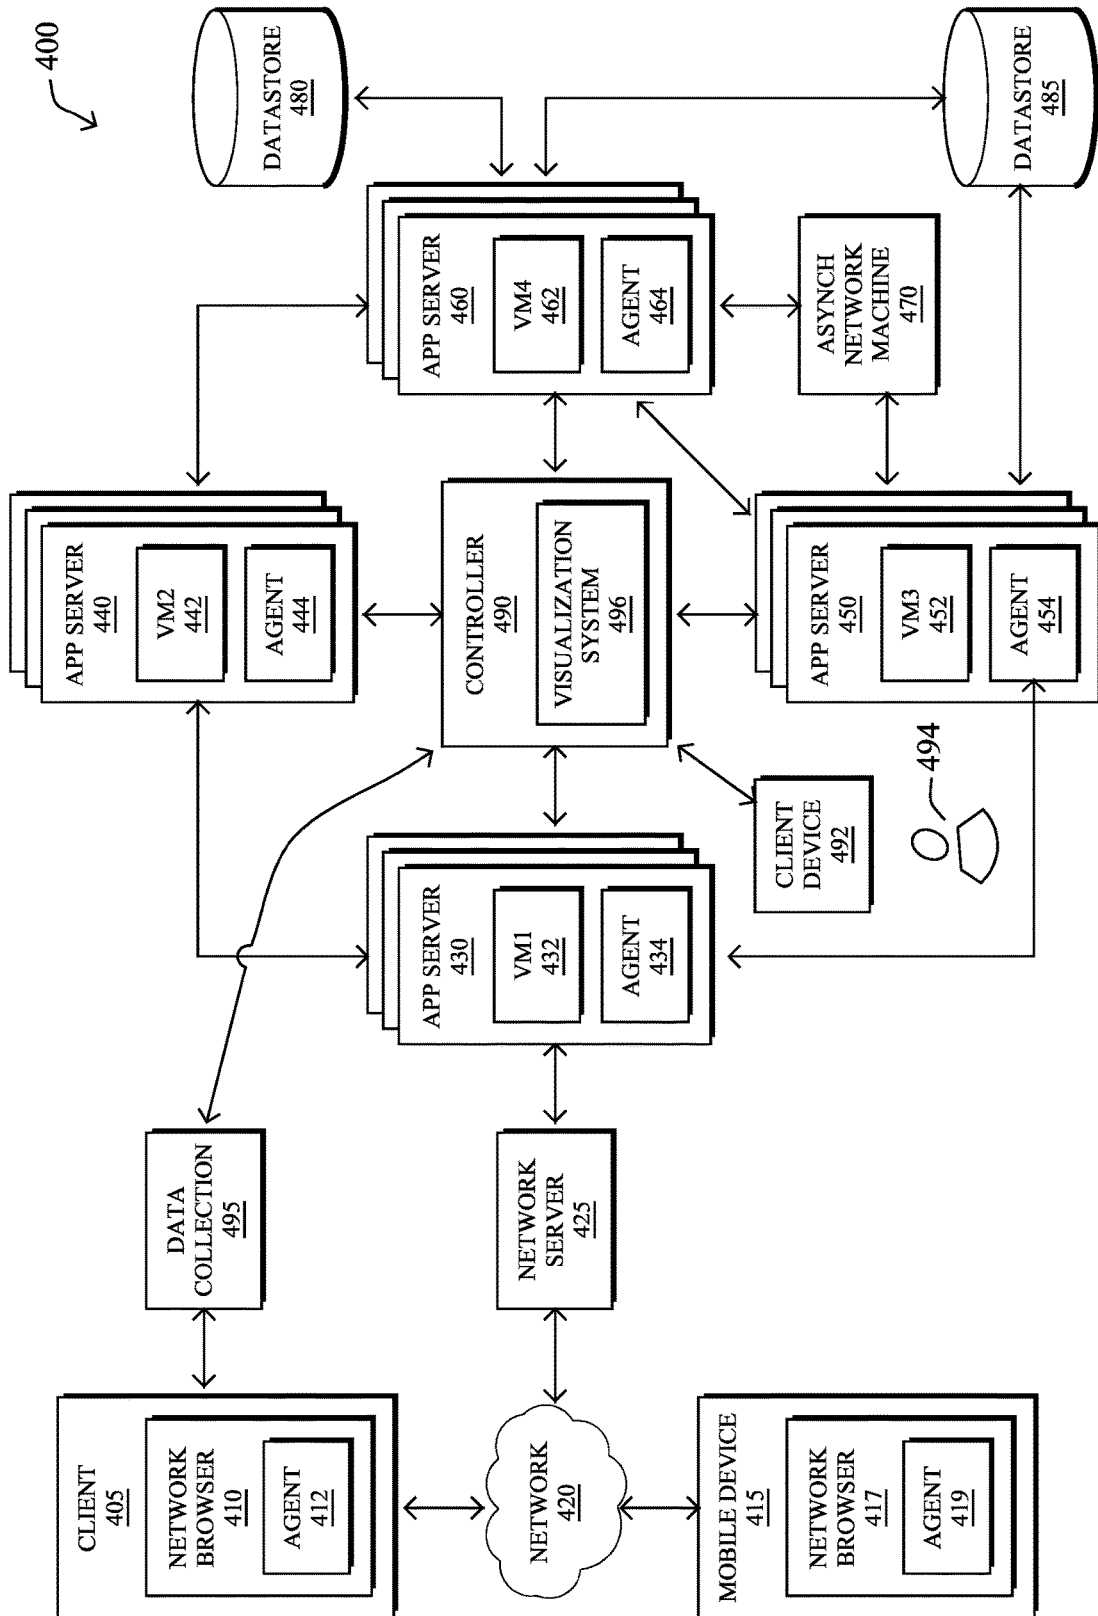 400
CLIENT
405
NETWORK
BROWSER
410
AGENT
412
DATA
COLLECTION
495
NETWORK
420
NETWORK
SERVER
425
MOBILE DEVICE
415
NETWORK
BROWSER
417
AGENT
419
APP SERVER
430
VM1
432
AGENT
434
APP SERVER
440
VM2
442
AGENT
444
CONTROLLER
490
VISUALIZATION
SYSTEM
496
CLIENT
DEVICE
492
494
APP SERVER
450
VM3
452
AGENT
454
APP SERVER
460
VM4
462
AGENT
464
ASYNCH
NETWORK
MACHINE
470
DATASTORE
480
DATASTORE
485